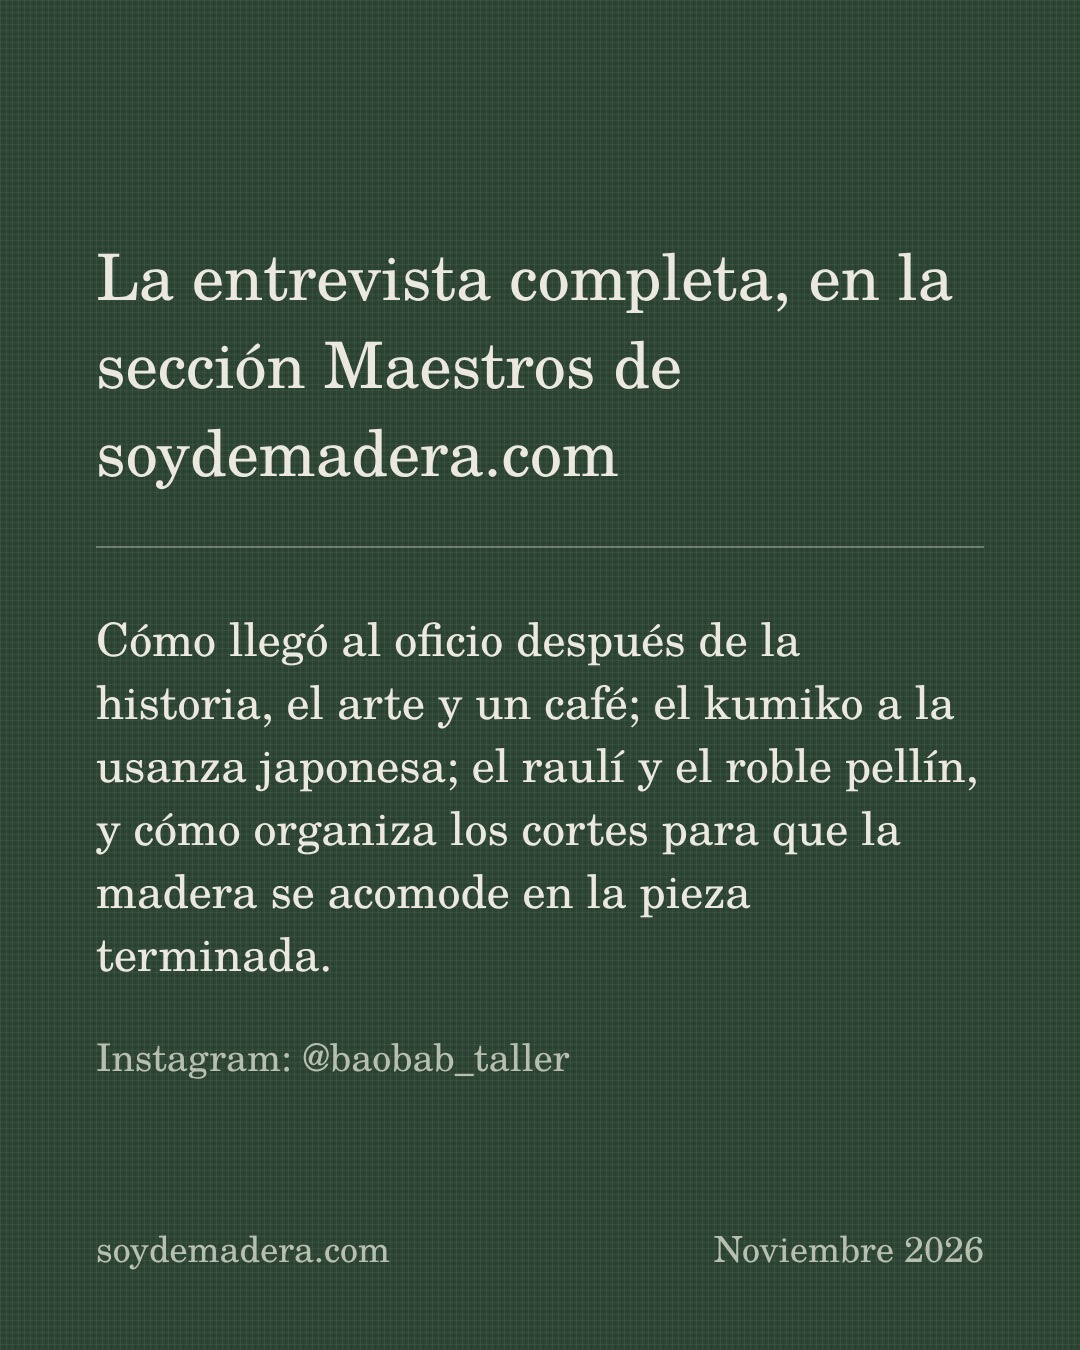 La entrevista completa, en la
sección Maestros de
soydemadera.com
Cómo llegó al oficio después de la
historia, el arte y un café; el kumiko a la
usanza japonesa; el raulí y el roble pellín,
y cómo organiza los cortes para que la
madera se acomode en la pieza
terminada.
Instagram: @baobab_taller
soydemadera.com
Noviembre 2026